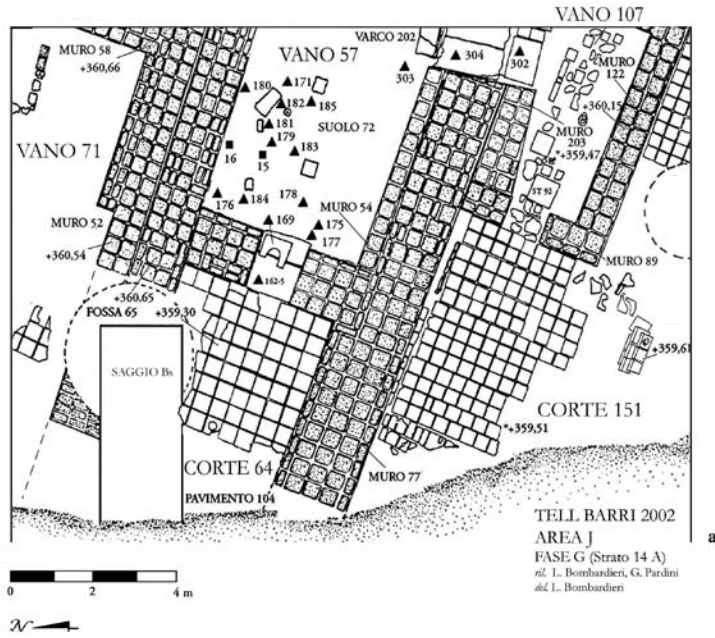 VANO 107
MURO 58
+360,66
VANO 57
VARCO 202
304
302
303
MURO 122
+360,15
180
171
182
185
181
SUOLO 72
179
183
16
15
MURO 203
*+359,47
VANO 71
ST 92
176
184
178
MURO 54
169
175
177
MURO 52
+360,54
MURO 89
162-5
+360,65
FOSSA 65
+359,30
+359,61
SAGGIO Bs
CORTE 151
*+359,51
CORTE 64
MURO 77
PAVIMENTO 104
TELL BARRI 2002
AREA J
FASE G (Strato 14 A)
ril. L. Bombardieri, G. Pardini
del. L. Bombardieri
a
0 2 4 m
N